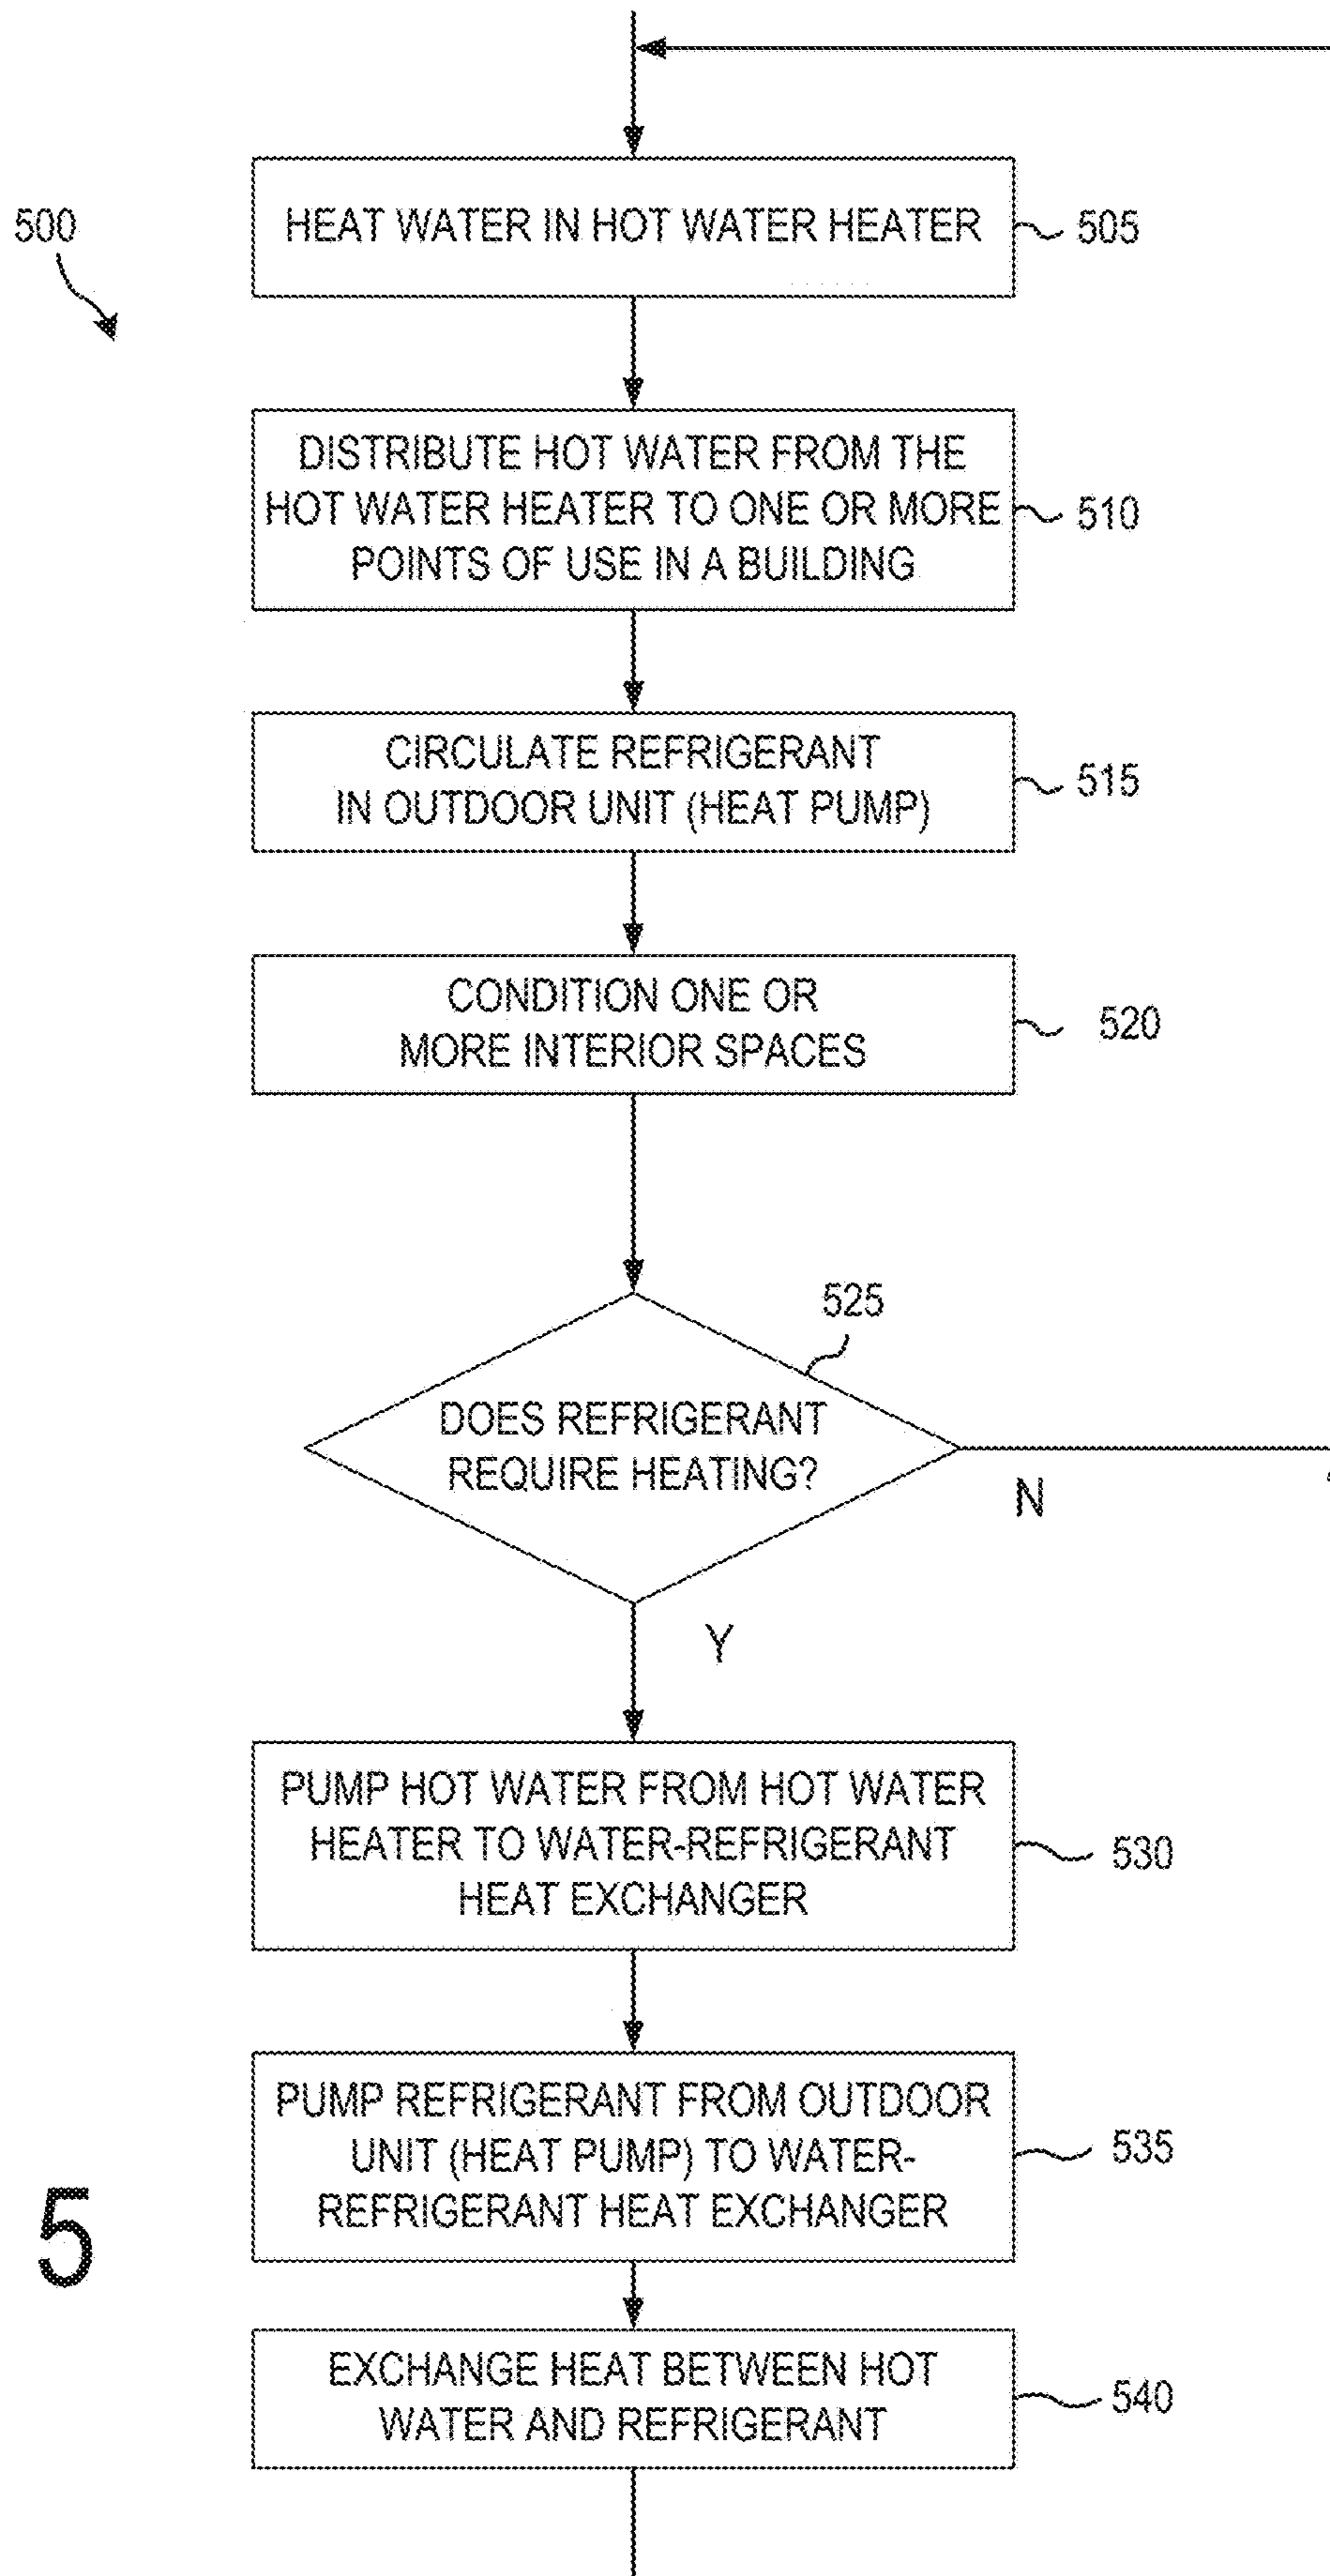 500
HEAT WATER IN HOT WATER HEATER
505
DISTRIBUTE HOT WATER FROM THE
HOT WATER HEATER TO ONE OR MORE
POINTS OF USE IN A BUILDING
510
CIRCULATE REFRIGERANT
IN OUTDOOR UNIT (HEAT PUMP)
515
CONDITION ONE OR
MORE INTERIOR SPACES
520
525
DOES REFRIGERANT
REQUIRE HEATING?
N
Y
PUMP HOT WATER FROM HOT WATER
HEATER TO WATER-REFRIGERANT
HEAT EXCHANGER
530
PUMP REFRIGERANT FROM OUTDOOR
UNIT (HEAT PUMP) TO WATER-
REFRIGERANT HEAT EXCHANGER
535
5
EXCHANGE HEAT BETWEEN HOT
WATER AND REFRIGERANT
540